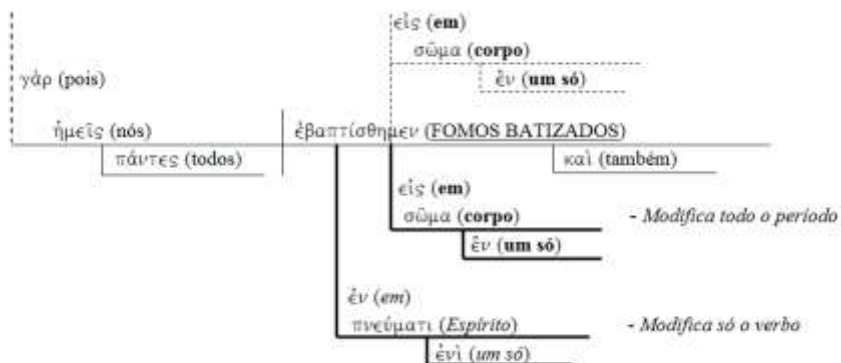 εἰς (em)
σῶμα (corpo)
γὰρ (pois)
ἓν (um só)
ἡμεῖς (nós) ἐβαπτίσθημεν (FOMOS BATIZADOS)
πάντες (todos) καὶ (também)
εἰς (em)
σῶμα (corpo) - Modifica todo o período
ἓν (um só)
ἐν (em)
πνεύματι (Espírito) - Modifica só o verbo
ἑνὶ (um só)